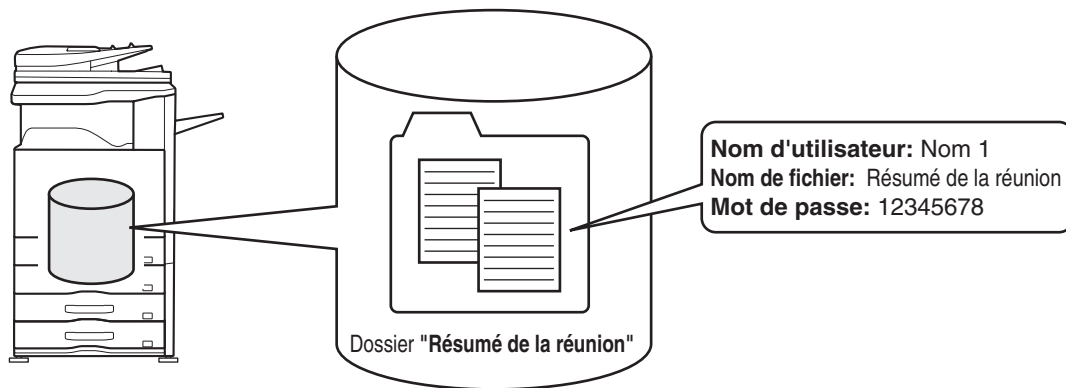 Nom d'utilisateur: Nom 1
Nom de fichier: Résumé de la réunion
Mot de passe: 12345678
Dossier "Résumé de la réunion"